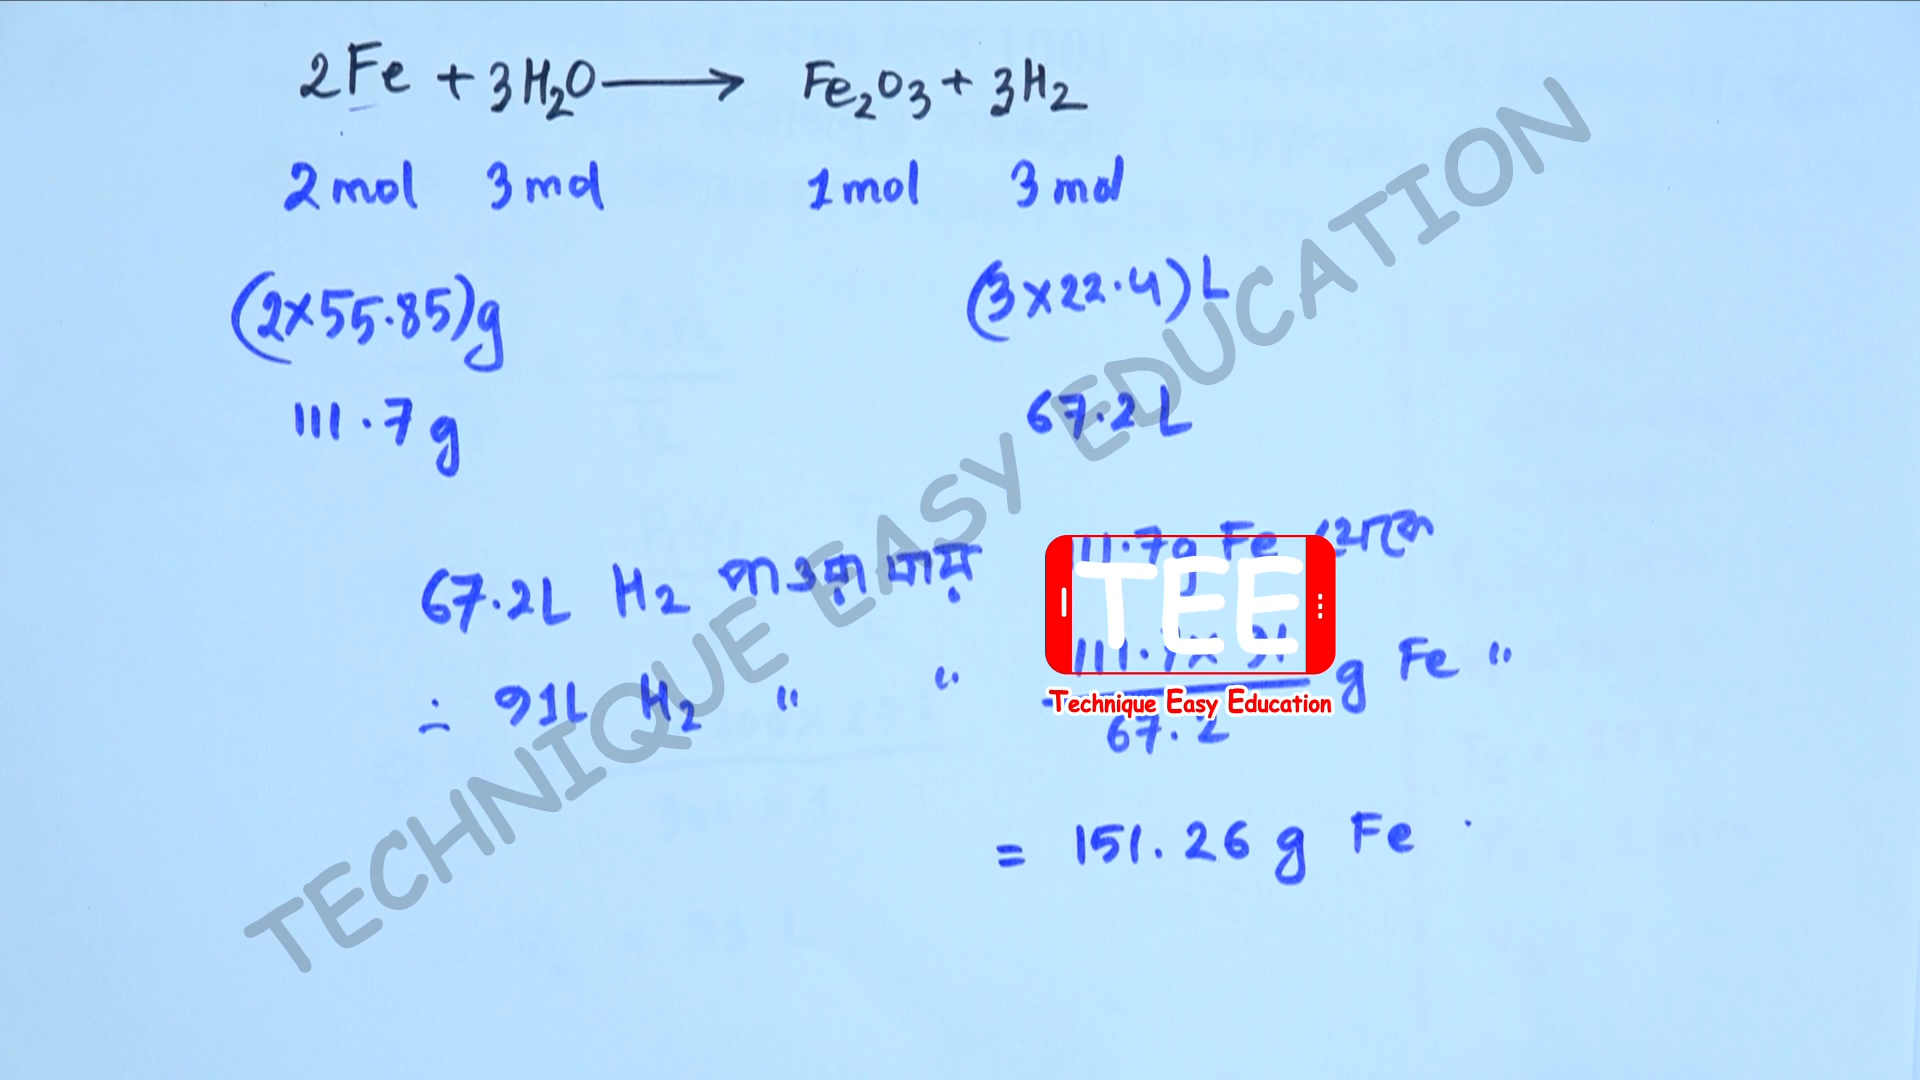 2Fe + 3H₂O ⟶ Fe₂O₃ + 3H₂
2 mol 3 mol 1 mol 3 mol
(2×55.85)g (3×22.4)L
111.7 g 67.2 L
67.2L H₂ পাওয়া যায় 111.7g Fe থেকে
∴ 91L H₂ " " 111.7×91 / 67.2 g Fe "
= 151.26 g Fe .
TEE
Technique Easy Education
TECHNIQUE EASY EDUCATION